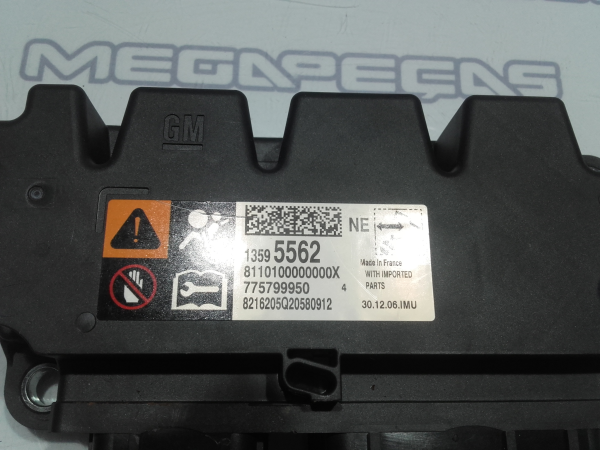 MEGAPEÇAS
GM
NE
1359 5562
8110100000000X
775799950 4
8216205Q20580912
Made in France
WITH IMPORTED
PARTS
30.12.06.IMU